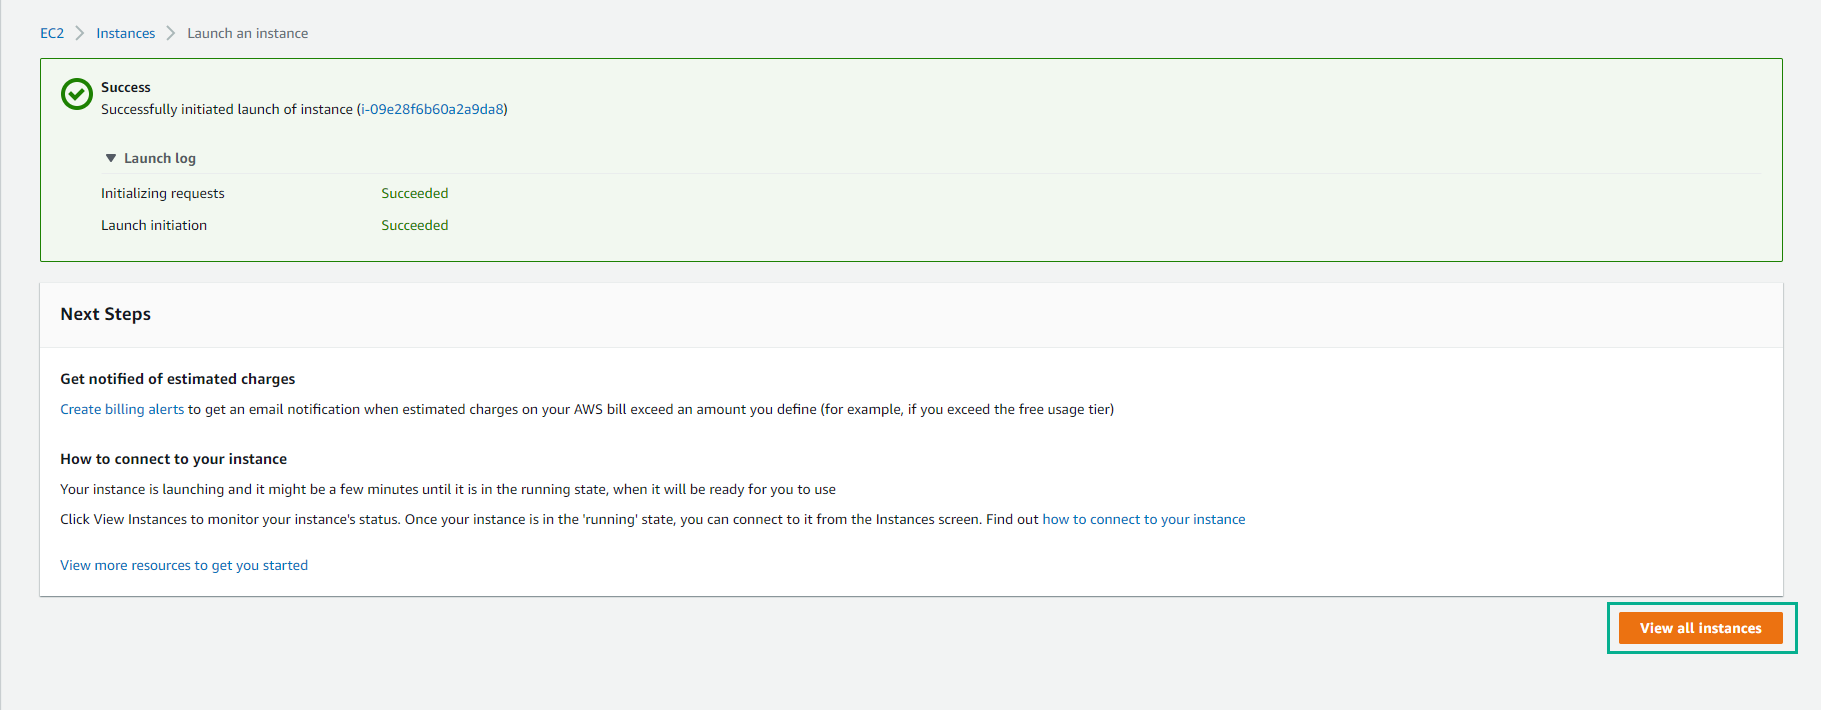 EC2 Instances Launch an instance
Success
Successfully initiated launch of instance (i-09e28f6b60a2a9da8)
Launch log
Initializing requests Succeeded
Launch initiation Succeeded
Next Steps
Get notified of estimated charges
Create billing alerts to get an email notification when estimated charges on your AWS bill exceed an amount you define (for example, if you exceed the free usage tier)
How to connect to your instance
Your instance is launching and it might be a few minutes until it is in the running state, when it will be ready for you to use
Click View Instances to monitor your instance's status. Once your instance is in the 'running' state, you can connect to it from the Instances screen. Find out how to connect to your instance
View more resources to get you started
View all instances